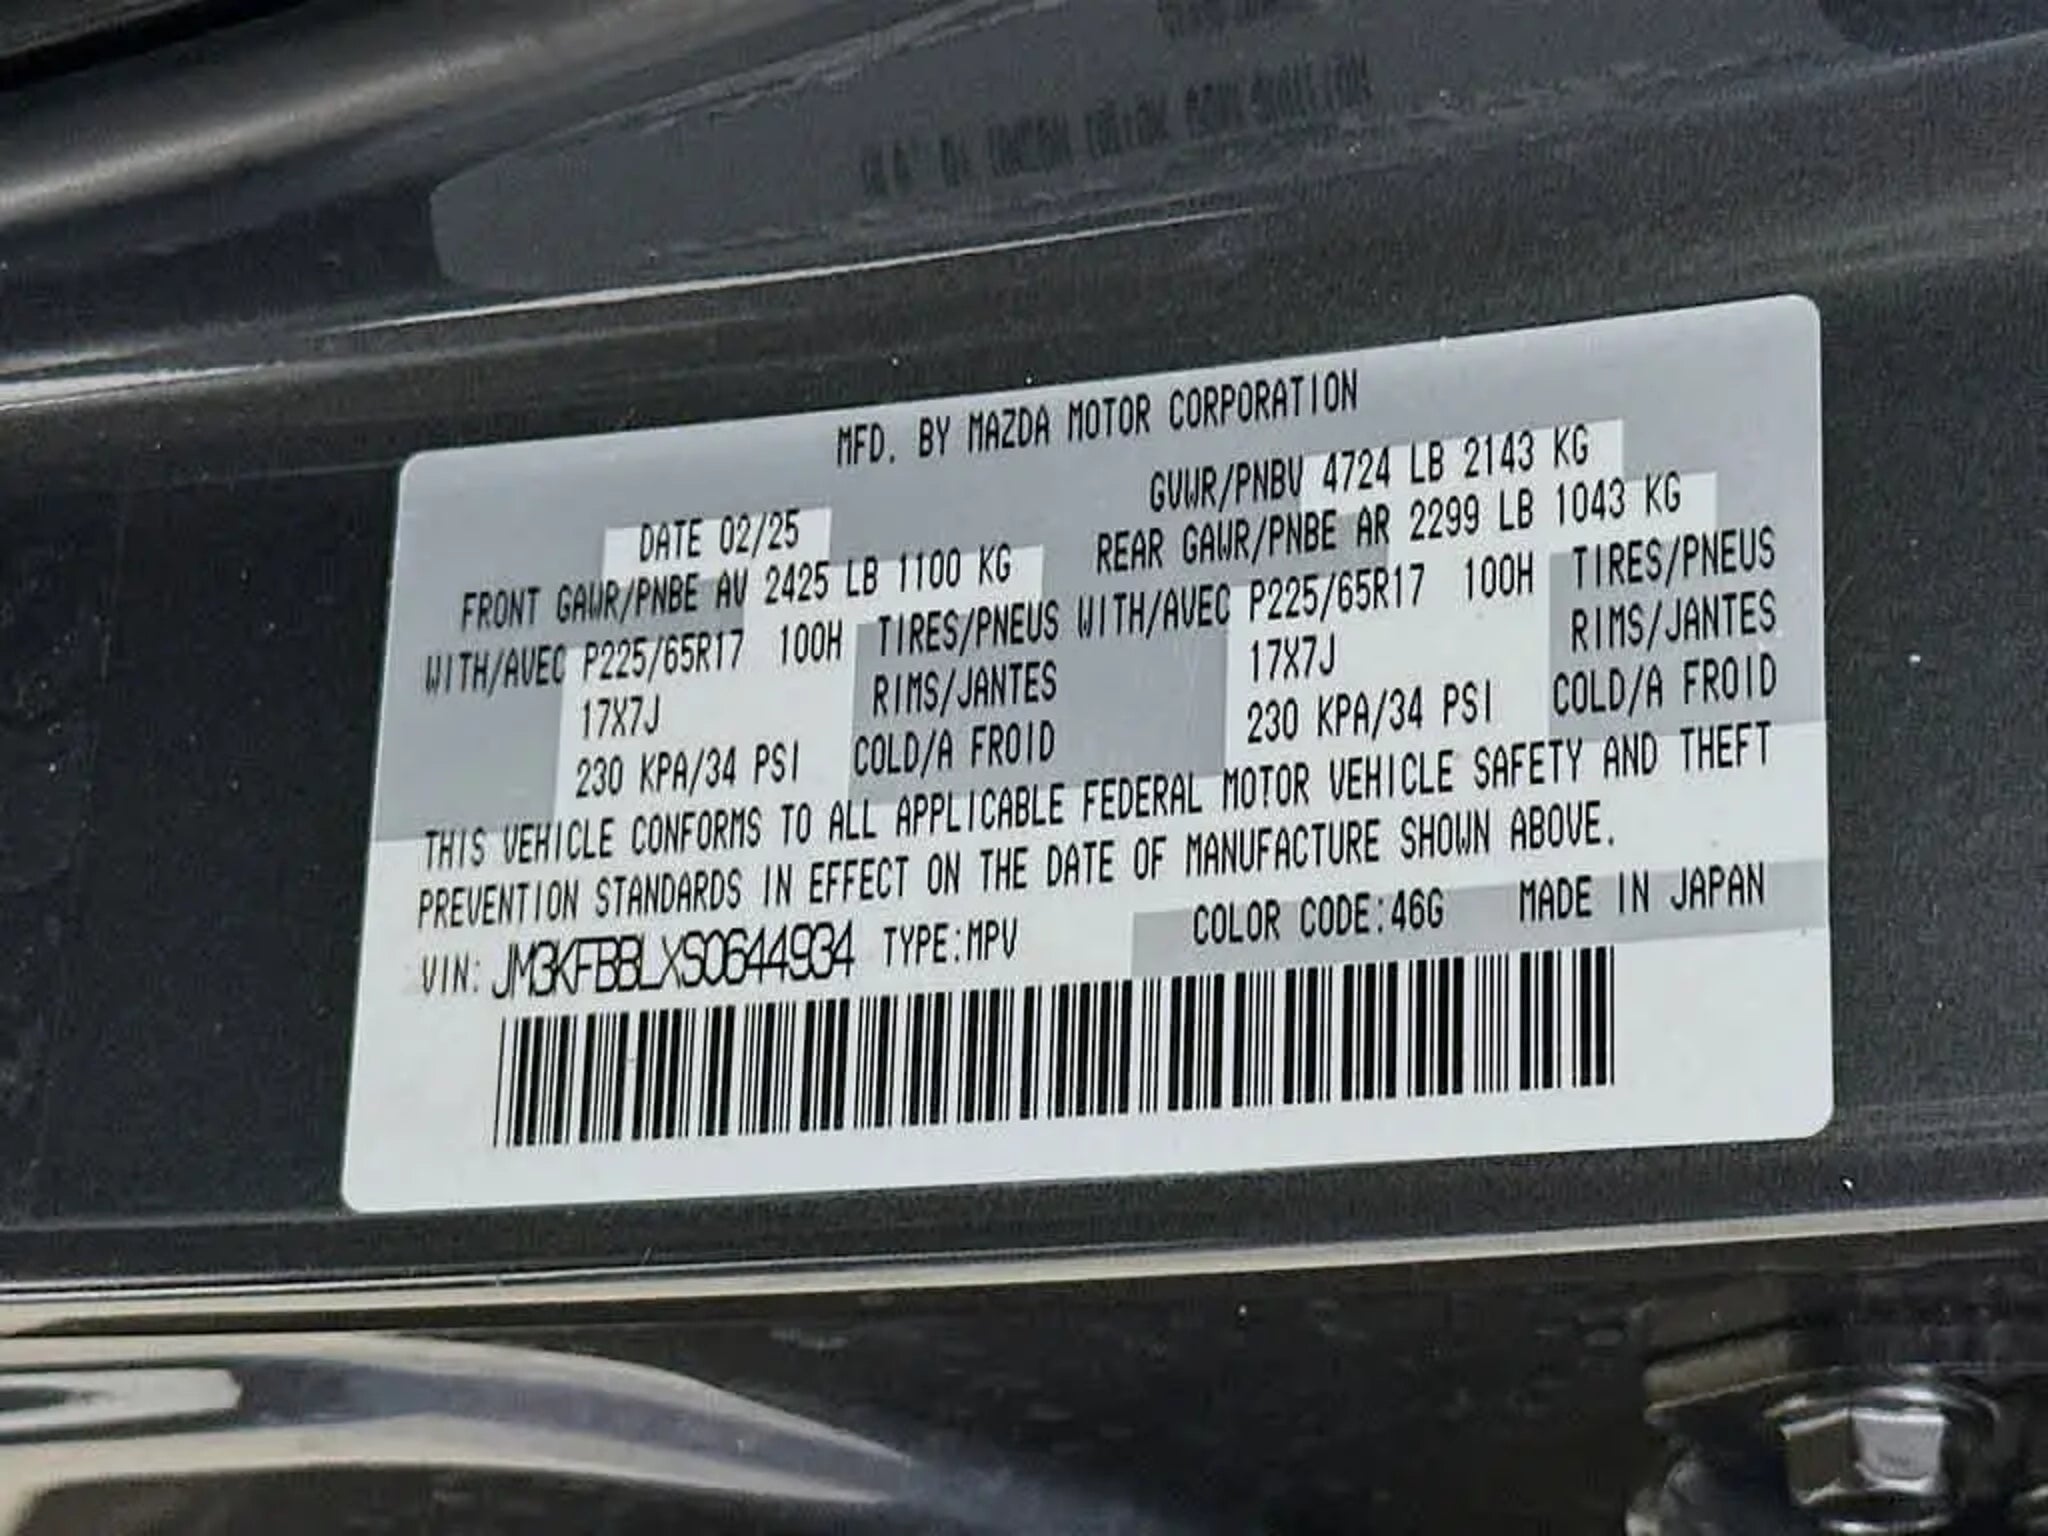 MFD. BY MAZDA MOTOR CORPORATION
DATE 02/25 GVWR/PNBV 4724 LB 2143 KG
FRONT GAWR/PNBE AV 2425 LB 1100 KG REAR GAWR/PNBE AR 2299 LB 1043 KG
WITH/AVEC P225/65R17 100H TIRES/PNEUS WITH/AVEC P225/65R17 100H TIRES/PNEUS
17X7J RIMS/JANTES 17X7J RIMS/JANTES
230 KPA/34 PSI COLD/A FROID 230 KPA/34 PSI COLD/A FROID
THIS VEHICLE CONFORMS TO ALL APPLICABLE FEDERAL MOTOR VEHICLE SAFETY AND THEFT
PREVENTION STANDARDS IN EFFECT ON THE DATE OF MANUFACTURE SHOWN ABOVE.
VIN: JM3KFBBLXS0644934 TYPE:MPV COLOR CODE:46G MADE IN JAPAN